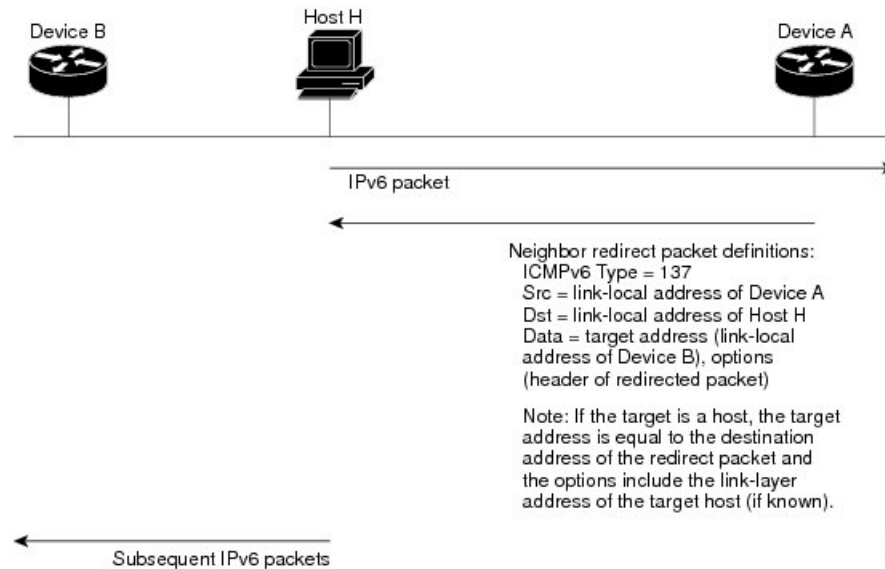 Device B
Host H
Device A
IPv6 packet
Neighbor redirect packet definitions:
ICMPv6 Type = 137
Src = link-local address of Device A
Dst = link-local address of Host H
Data = target address (link-local
address of Device B), options
(header of redirected packet)
Note: If the target is a host, the target
address is equal to the destination
address of the redirect packet and
the options include the link-layer
address of the target host (if known).
Subsequent IPv6 packets